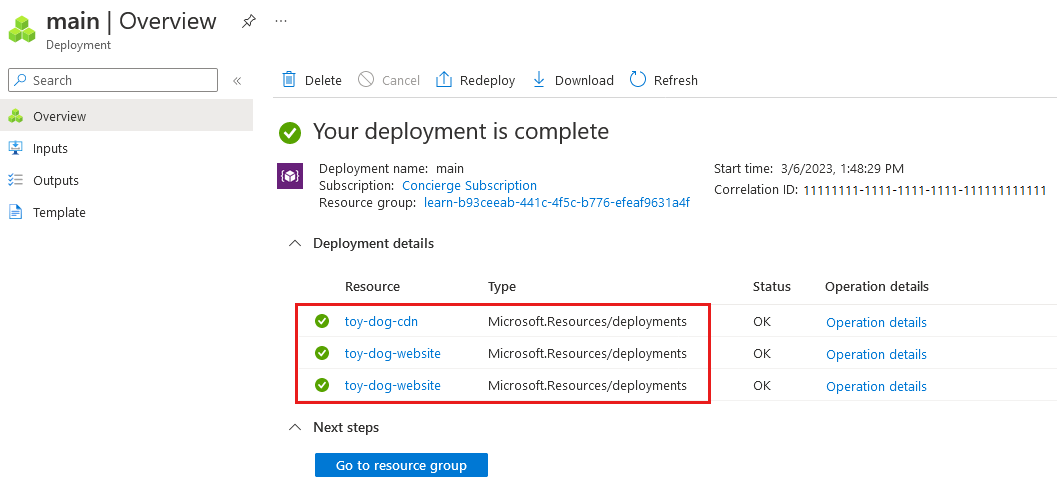 main | Overview
Deployment
Search
Overview
Inputs
Outputs
Template
Delete Cancel Redeploy Download Refresh
Your deployment is complete
Deployment name: main
Subscription: Concierge Subscription
Resource group: learn-b93ceeab-441c-4f5c-b776-efeaf9631a4f
Start time: 3/6/2023, 1:48:29 PM
Correlation ID: 11111111-1111-1111-1111-111111111111
Deployment details
Resource Type Status Operation details
toy-dog-cdn Microsoft.Resources/deployments OK Operation details
toy-dog-website Microsoft.Resources/deployments OK Operation details
toy-dog-website Microsoft.Resources/deployments OK Operation details
Next steps
Go to resource group